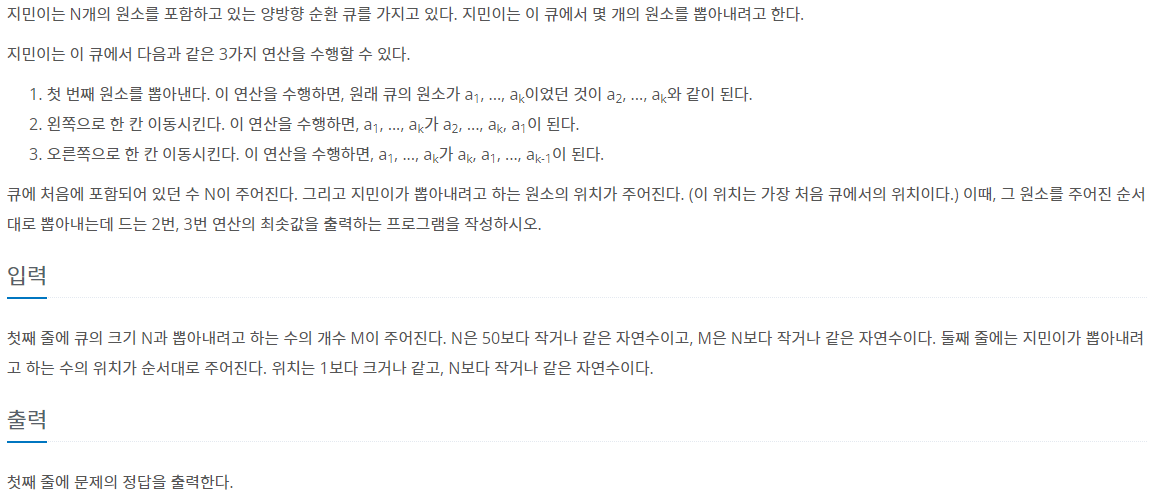 지민이는 N개의 원소를 포함하고 있는 양방향 순환 큐를 가지고 있다. 지민이는 이 큐에서 몇 개의 원소를 뽑아내려고 한다.
지민이는 이 큐에서 다음과 같은 3가지 연산을 수행할 수 있다.
1. 첫 번째 원소를 뽑아낸다. 이 연산을 수행하면, 원래 큐의 원소가 a1, ..., ak이었던 것이 a2, ..., ak와 같이 된다.
2. 왼쪽으로 한 칸 이동시킨다. 이 연산을 수행하면, a1, ..., ak가 a2, ..., ak, a1이 된다.
3. 오른쪽으로 한 칸 이동시킨다. 이 연산을 수행하면, a1, ..., ak가 ak, a1, ..., ak-1이 된다.
큐에 처음에 포함되어 있던 수 N이 주어진다. 그리고 지민이가 뽑아내려고 하는 원소의 위치가 주어진다. (이 위치는 가장 처음 큐에서의 위치이다.) 이때, 그 원소를 주어진 순서
대로 뽑아내는데 드는 2번, 3번 연산의 최솟값을 출력하는 프로그램을 작성하시오.
입력
첫째 줄에 큐의 크기 N과 뽑아내려고 하는 수의 개수 M이 주어진다. N은 50보다 작거나 같은 자연수이고, M은 N보다 작거나 같은 자연수이다. 둘째 줄에는 지민이가 뽑아내려
고 하는 수의 위치가 순서대로 주어진다. 위치는 1보다 크거나 같고, N보다 작거나 같은 자연수이다.
출력
첫째 줄에 문제의 정답을 출력한다.